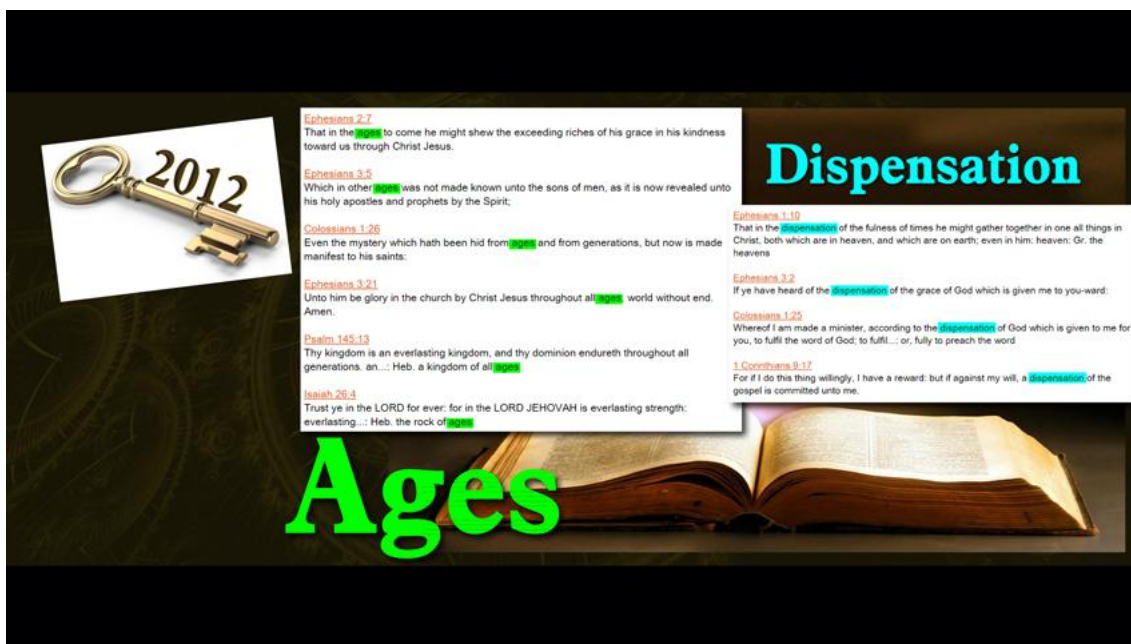 2012
Ephesians 2:7
That in the ages to come he might shew the exceeding riches of his grace in his kindness
toward us through Christ Jesus.
Ephesians 3:5
Which in other ages was not made known unto the sons of men, as it is now revealed unto
his holy apostles and prophets by the Spirit;
Colossians 1:26
Even the mystery which hath been hid from ages and from generations, but now is made
manifest to his saints:
Ephesians 3:21
Unto him be glory in the church by Christ Jesus throughout all ages, world without end.
Amen.
Psalm 145:13
Thy kingdom is an everlasting kingdom, and thy dominion endureth throughout all
generations. an...: Heb. a kingdom of all ages
Isaiah 26:4
Trust ye in the LORD for ever: for in the LORD JEHOVAH is everlasting strength:
everlasting...: Heb. the rock of ages
Ages
Dispensation
Ephesians 1:10
That in the dispensation of the fulness of times he might gather together in one all things in
Christ, both which are in heaven, and which are on earth; even in him: heaven: Gr. the
heavens
Ephesians 3:2
If ye have heard of the dispensation of the grace of God which is given me to you-ward:
Colossians 1:25
Whereof I am made a minister, according to the dispensation of God which is given to me for
you, to fulfil the word of God; to fulfil...: or, fully to preach the word
1 Corinthians 9:17
For if I do this thing willingly, I have a reward: but if against my will, a dispensation of the
gospel is committed unto me.